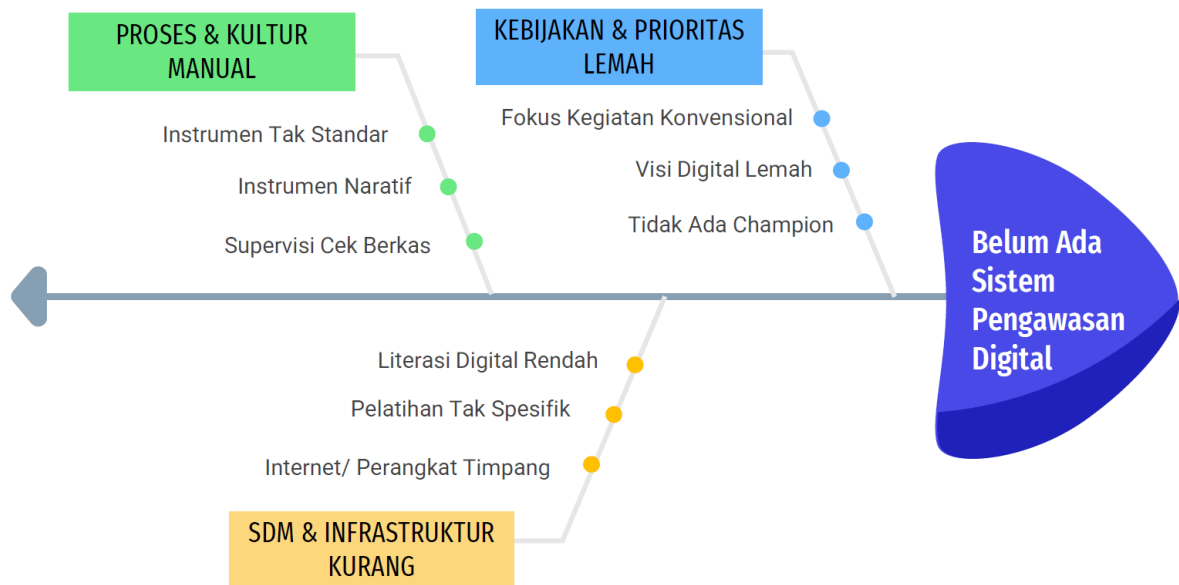 PROSES & KULTUR
MANUAL
Instrumen Tak Standar
Instrumen Naratif
Supervisi Cek Berkas
KEBIJAKAN & PRIORITAS
LEMAH
Fokus Kegiatan Konvensional
Visi Digital Lemah
Tidak Ada Champion
Belum Ada
Sistem
Pengawasan
Digital
Literasi Digital Rendah
Pelatihan Tak Spesifik
Internet/ Perangkat Timpang
SDM & INFRASTRUKTUR
KURANG